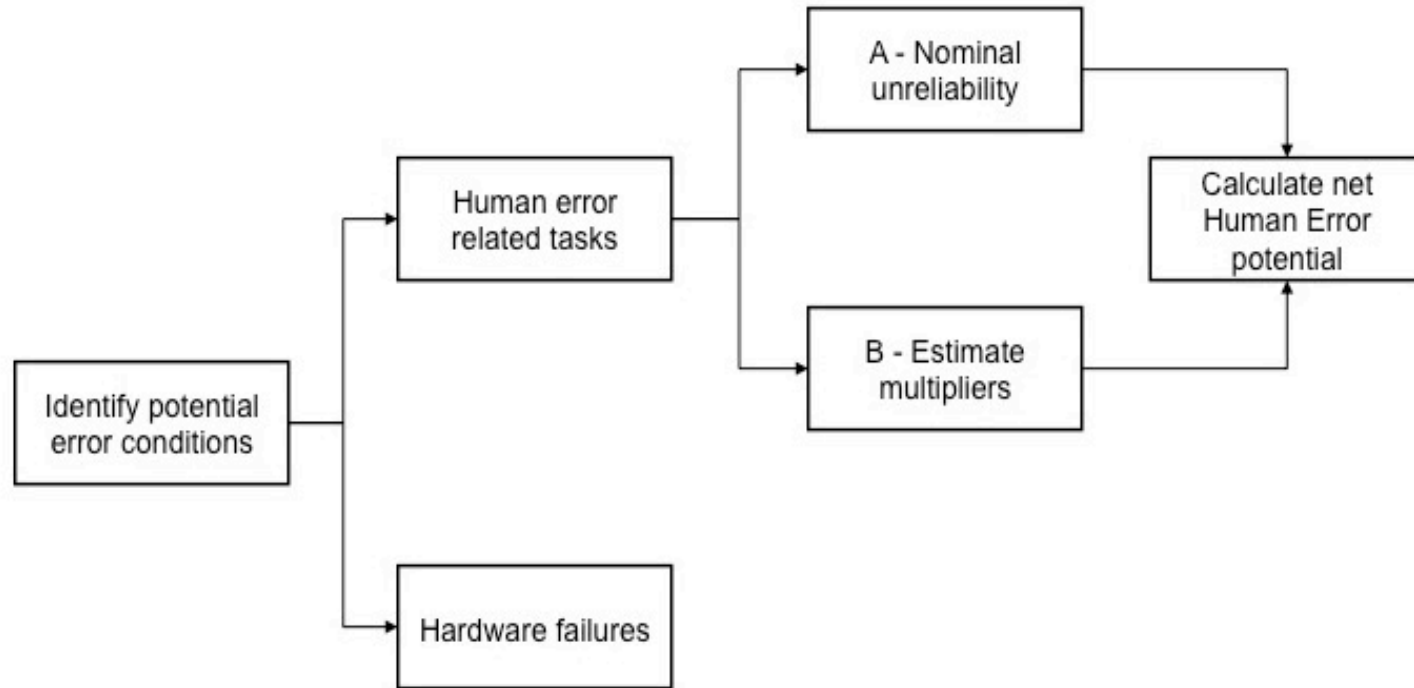 A - Nominal
unreliability
Human error
related tasks
Calculate net
Human Error
potential
B - Estimate
multipliers
Identify potential
error conditions
Hardware failures